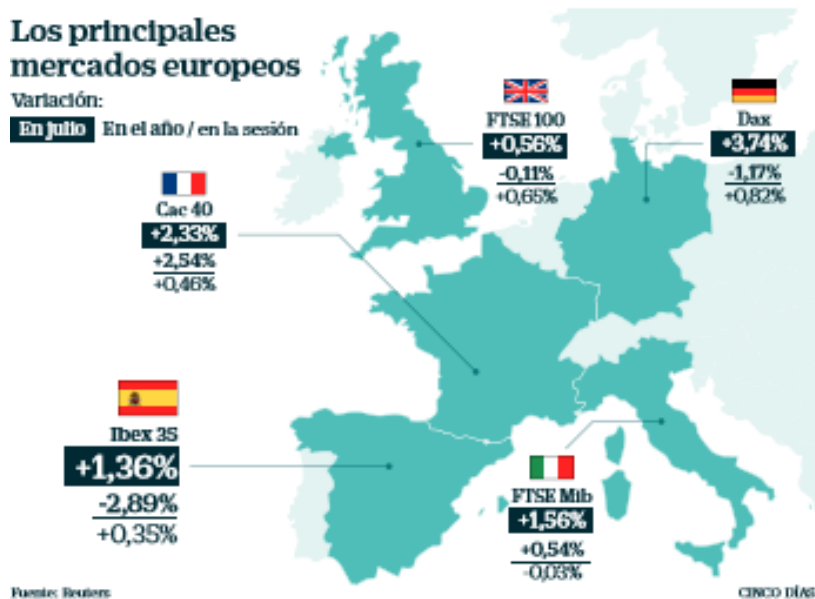 Los principales
mercados europeos
Variación:
En julio En el año / en la sesión
FTSE 100
+0,56%
-0,11%
+0,65%
Dax
+3,74%
-1,17%
+0,82%
Cac 40
+2,33%
+2,54%
+0,46%
Ibex 35
+1,36%
-2,89%
+0,35%
FTSE Mib
+1,56%
+0,54%
-0,03%
Fuente: Reuters
CINCO DÍAS